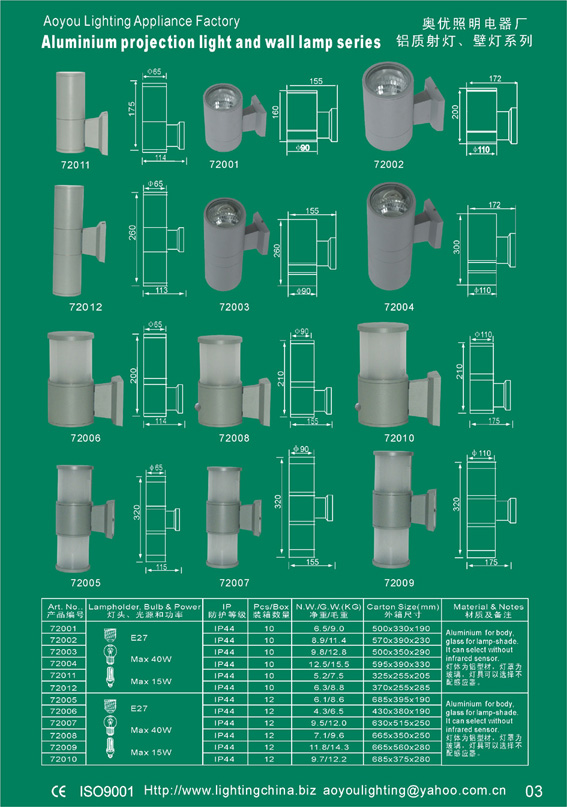 Aoyou Lighting Appliance Factory 奥优照明电器厂
Aluminium projection light and wall lamp series 铝质射灯、壁灯系列
Φ65 175 114 72011
155 160 Φ90 72001
172 200 Φ110 72002
Φ65 260 113 72012
155 260 Φ90 72003
172 300 Φ110 72004
Φ65 200 114 72006
Φ90 210 155 72008
Φ110 210 175 72010
Φ65 320 115 72005
Φ90 320 155 72007
Φ110 320 175 72009
Art. No.. Lampholder, Bulb & Power IP Pcs/Box N.W./G.W.(KG) Carton Size(mm) Material & Notes
产品编号 灯头、光源和功率 防护等级 装箱数量 净重/毛重 外箱尺寸 材质及备注
72001 IP44 10 6.5/9.0 500x330x190
72002 IP44 10 8.9/11.4 570x390x230
72003 IP44 10 9.8/12.8 500x350x290
72004 IP44 10 12.5/15.5 595x390x330
72011 IP44 10 5.2/7.5 325x255x205
72012 IP44 10 6.3/8.8 370x255x285
E27
Max 40W
Max 15W
Aluminium for body,
glass for lamp-shade.
It can select without
infrared sensor.
灯体为铝型材，灯罩为
玻璃，灯具可以选择不
配感应器。
72005 IP44 12 6.1/8.6 685x395x190
72006 IP44 12 4.3/6.5 430x380x190
72007 IP44 12 9.5/12.0 630x515x250
72008 IP44 12 7.1/9.6 665x350x250
72009 IP44 12 11.8/14.3 665x560x280
72010 IP44 12 9.7/12.2 685x375x280
E27
Max 40W
Max 15W
Aluminium for body,
glass for lamp-shade.
It can select without
infrared sensor.
灯体为铝型材，灯罩为
玻璃，灯具可以选择不
配感应器。
CE ISO9001 Http://www.lightingchina.biz aoyoulighting@yahoo.com.cn 03